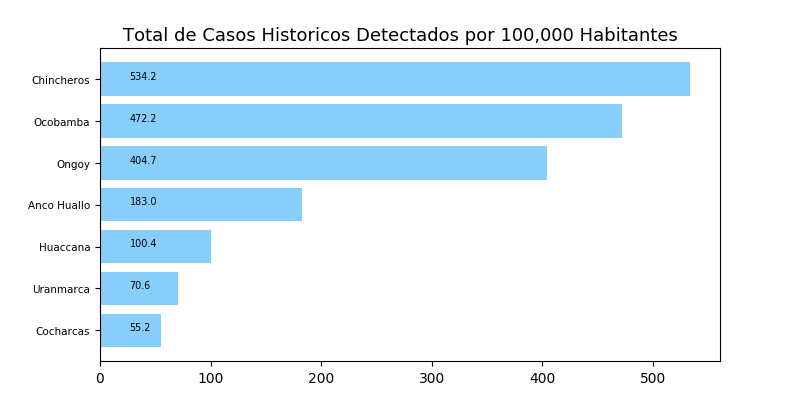 Total de Casos Historicos Detectados por 100,000 Habitantes
Chincheros 534.2
Ocobamba 472.2
Ongoy 404.7
Anco Huallo 183.0
Huaccana 100.4
Uranmarca 70.6
Cocharcas 55.2
0 100 200 300 400 500